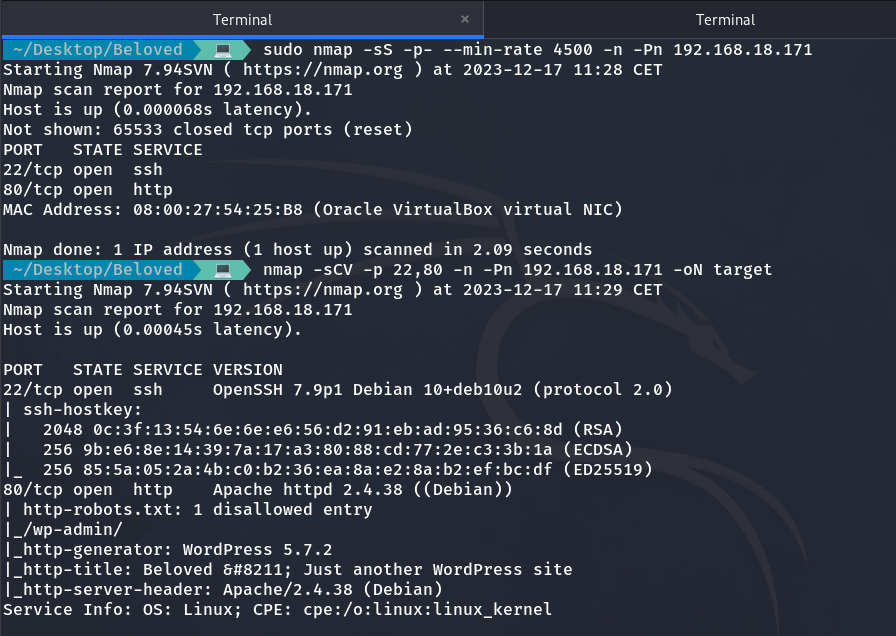 Terminal × Terminal
~/Desktop/Beloved 💻 sudo nmap -sS -p- --min-rate 4500 -n -Pn 192.168.18.171
Starting Nmap 7.94SVN ( https://nmap.org ) at 2023-12-17 11:28 CET
Nmap scan report for 192.168.18.171
Host is up (0.000068s latency).
Not shown: 65533 closed tcp ports (reset)
PORT   STATE SERVICE
22/tcp open  ssh
80/tcp open  http
MAC Address: 08:00:27:54:25:B8 (Oracle VirtualBox virtual NIC)

Nmap done: 1 IP address (1 host up) scanned in 2.09 seconds
~/Desktop/Beloved 💻 nmap -sCV -p 22,80 -n -Pn 192.168.18.171 -oN target
Starting Nmap 7.94SVN ( https://nmap.org ) at 2023-12-17 11:29 CET
Nmap scan report for 192.168.18.171
Host is up (0.00045s latency).

PORT   STATE SERVICE VERSION
22/tcp open  ssh     OpenSSH 7.9p1 Debian 10+deb10u2 (protocol 2.0)
| ssh-hostkey:
|   2048 0c:3f:13:54:6e:6e:e6:56:d2:91:eb:ad:95:36:c6:8d (RSA)
|   256 9b:e6:8e:14:39:7a:17:a3:80:88:cd:77:2e:c3:3b:1a (ECDSA)
|_  256 85:5a:05:2a:4b:c0:b2:36:ea:8a:e2:8a:b2:ef:bc:df (ED25519)
80/tcp open  http    Apache httpd 2.4.38 ((Debian))
| http-robots.txt: 1 disallowed entry
|_/wp-admin/
|_http-generator: WordPress 5.7.2
|_http-title: Beloved &#8211; Just another WordPress site
|_http-server-header: Apache/2.4.38 (Debian)
Service Info: OS: Linux; CPE: cpe:/o:linux:linux_kernel